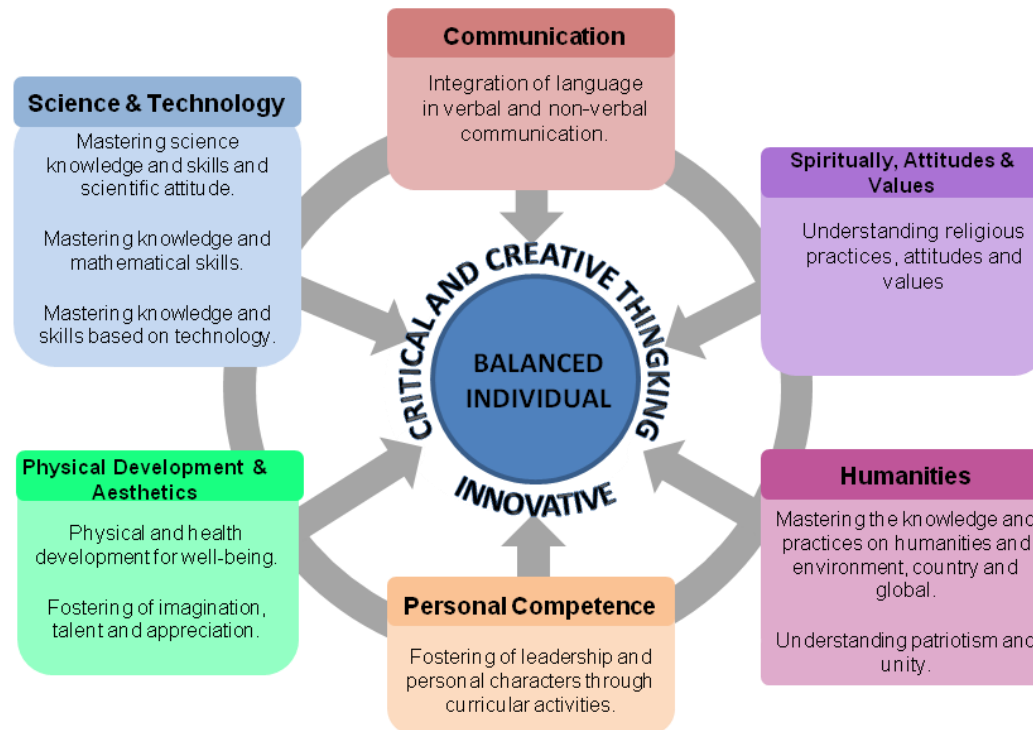 Communication
Integration of language
in verbal and non-verbal
communication.
Science & Technology
Mastering science
knowledge and skills and
scientific attitude.
Mastering knowledge and
mathematical skills.
Mastering knowledge and
skills based on technology.
Spiritually, Attitudes &
Values
Understanding religious
practices, attitudes and
values
CRITICAL AND CREATIVE THINGKING
BALANCED
INDIVIDUAL
INNOVATIVE
Physical Development &
Aesthetics
Physical and health
development for well-being.
Fostering of imagination,
talent and appreciation.
Humanities
Mastering the knowledge and
practices on humanities and
environment, country and
global.
Understanding patriotism and
unity.
Personal Competence
Fostering of leadership and
personal characters through
curricular activities.